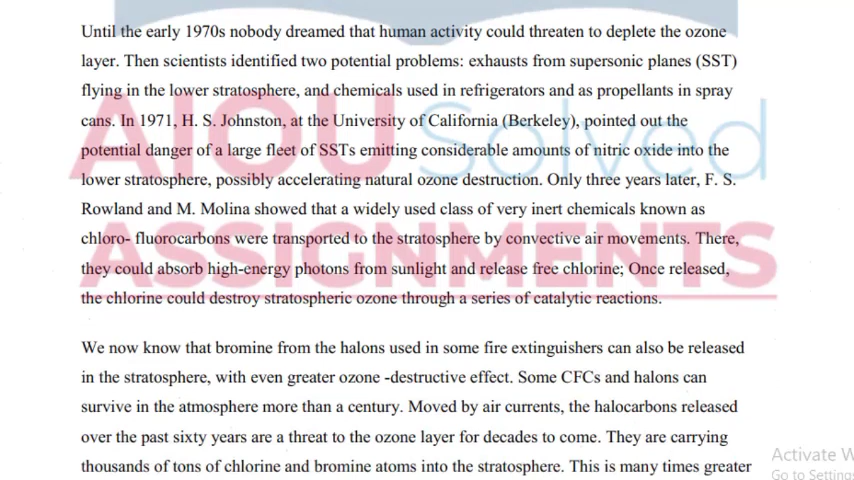 Until the early 1970s nobody dreamed that human activity could threaten to deplete the ozone
layer. Then scientists identified two potential problems: exhausts from supersonic planes (SST)
flying in the lower stratosphere, and chemicals used in refrigerators and as propellants in spray
cans. In 1971, H. S. Johnston, at the University of California (Berkeley), pointed out the
potential danger of a large fleet of SSTs emitting considerable amounts of nitric oxide into the
lower stratosphere, possibly accelerating natural ozone destruction. Only three years later, F. S.
Rowland and M. Molina showed that a widely used class of very inert chemicals known as
chloro- fluorocarbons were transported to the stratosphere by convective air movements. There,
they could absorb high-energy photons from sunlight and release free chlorine; Once released,
the chlorine could destroy stratospheric ozone through a series of catalytic reactions.
We now know that bromine from the halons used in some fire extinguishers can also be released
in the stratosphere, with even greater ozone -destructive effect. Some CFCs and halons can
survive in the atmosphere more than a century. Moved by air currents, the halocarbons released
over the past sixty years are a threat to the ozone layer for decades to come. They are carrying
thousands of tons of chlorine and bromine atoms into the stratosphere. This is many times greater
AIOU Solved
ASSIGNMENTS
Activate W
Go to Settings